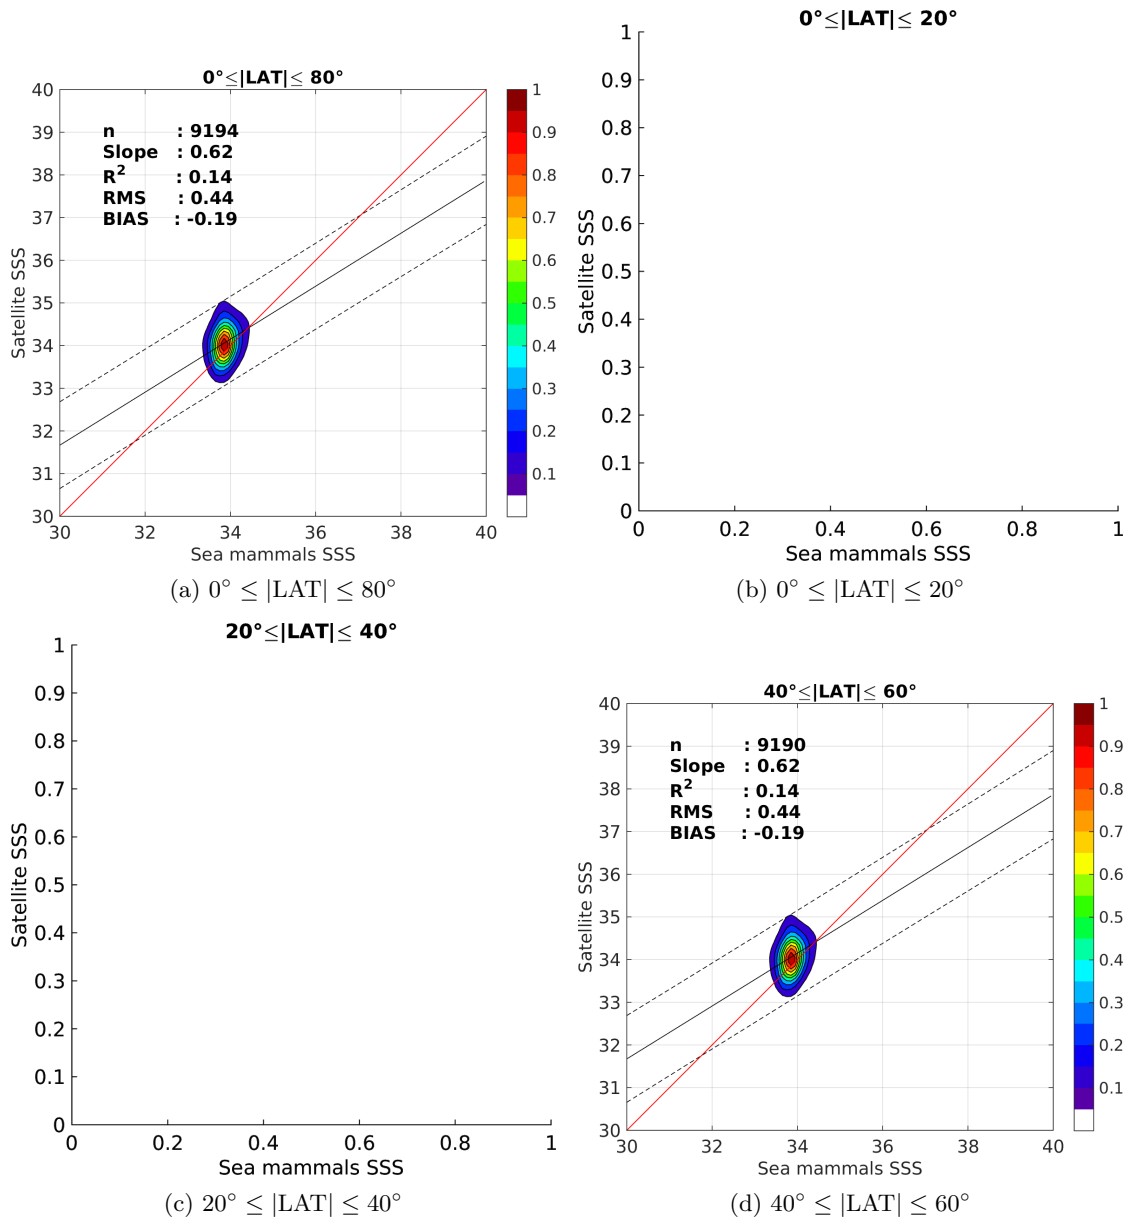 0°≤|LAT|≤ 80°
40
39
38
37
36
35
34
33
32
31
30
n : 9194
Slope : 0.62
R² : 0.14
RMS : 0.44
BIAS : -0.19
Satellite SSS
30 32 34 36 38 40
Sea mammals SSS
1
0.9
0.8
0.7
0.6
0.5
0.4
0.3
0.2
0.1
(a) 0° ≤ |LAT| ≤ 80°
0°≤|LAT|≤ 20°
1
0.9
0.8
0.7
0.6
0.5
0.4
0.3
0.2
0.1
0
Satellite SSS
0 0.2 0.4 0.6 0.8 1
Sea mammals SSS
(b) 0° ≤ |LAT| ≤ 20°
20°≤|LAT|≤ 40°
1
0.9
0.8
0.7
0.6
0.5
0.4
0.3
0.2
0.1
0
Satellite SSS
0 0.2 0.4 0.6 0.8 1
Sea mammals SSS
(c) 20° ≤ |LAT| ≤ 40°
40°≤|LAT|≤ 60°
40
39
38
37
36
35
34
33
32
31
30
n : 9190
Slope : 0.62
R² : 0.14
RMS : 0.44
BIAS : -0.19
Satellite SSS
30 32 34 36 38 40
Sea mammals SSS
1
0.9
0.8
0.7
0.6
0.5
0.4
0.3
0.2
0.1
(d) 40° ≤ |LAT| ≤ 60°